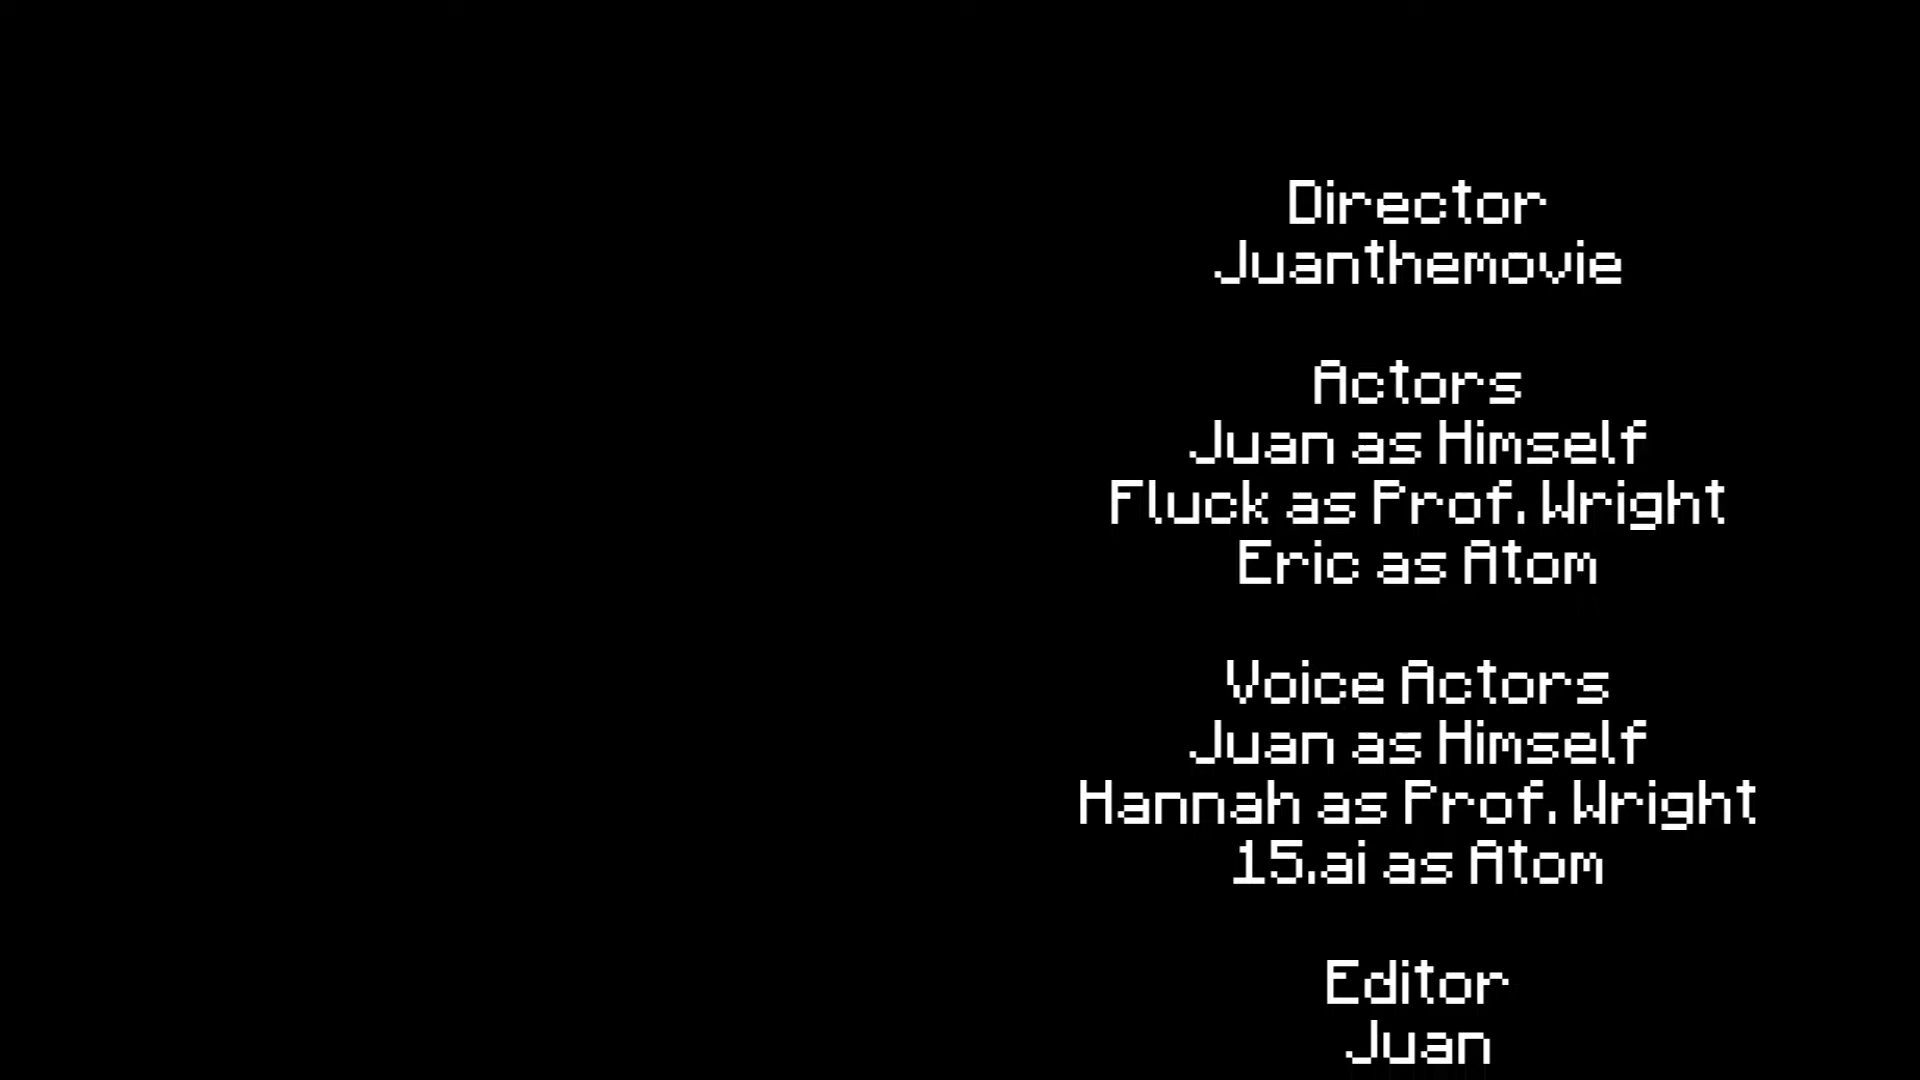 Director
Juanthemovie
Actors
Juan as Himself
Fluck as Prof. Wright
Eric as Atom
Voice Actors
Juan as Himself
Hannah as Prof. Wright
15.ai as Atom
Editor
Juan